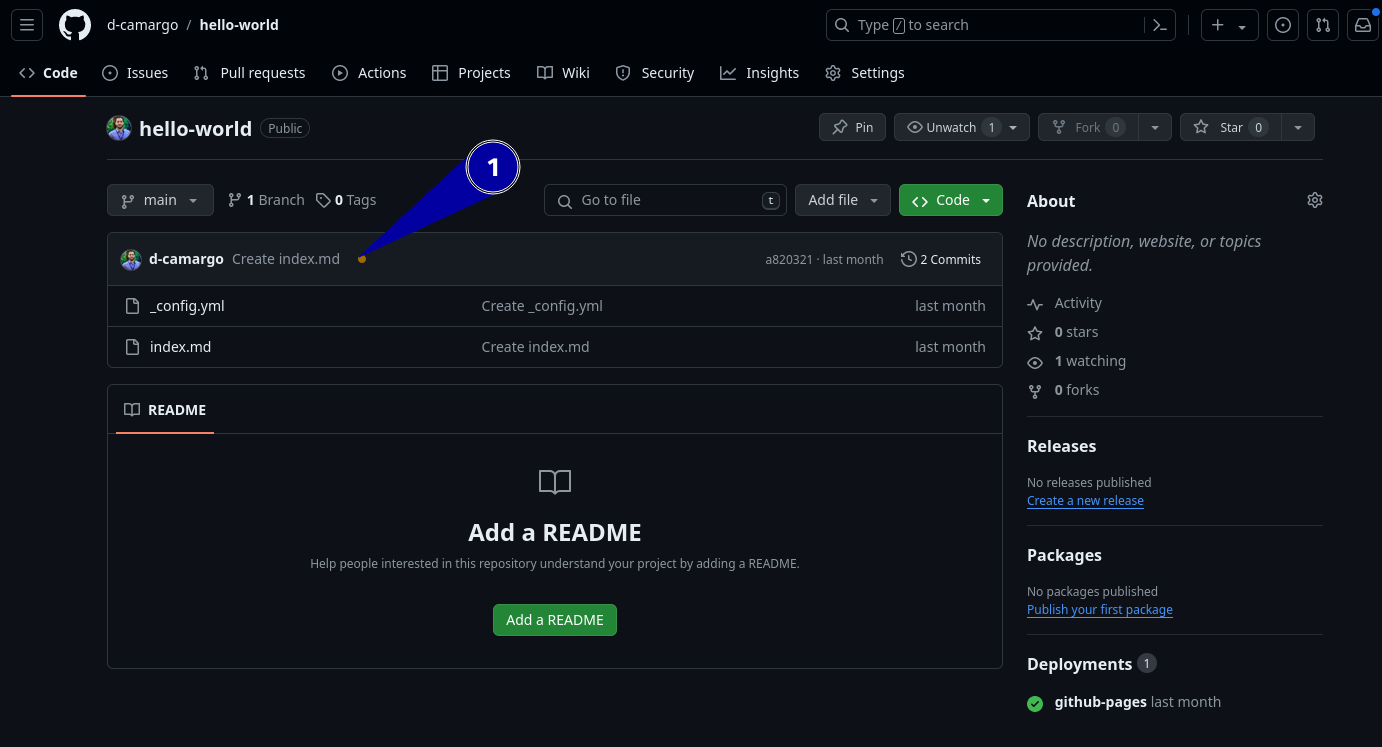 d-camargo / hello-world
Type / to search
Code Issues Pull requests Actions Projects Wiki Security Insights Settings
hello-world Public
Pin Unwatch 1 Fork 0 Star 0
1
main 1 Branch 0 Tags Go to file t Add file Code
d-camargo Create index.md a820321 · last month 2 Commits
_config.yml Create _config.yml last month
index.md Create index.md last month
README
Add a README
Help people interested in this repository understand your project by adding a README.
Add a README
About
No description, website, or topics
provided.
Activity
0 stars
1 watching
0 forks
Releases
No releases published
Create a new release
Packages
No packages published
Publish your first package
Deployments 1
github-pages last month